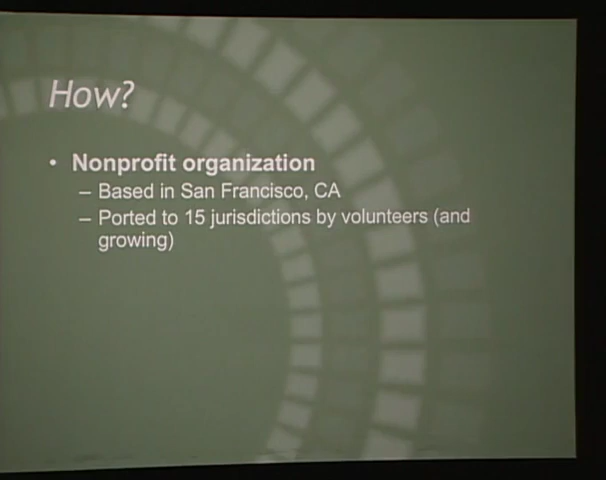 How?
• Nonprofit organization
– Based in San Francisco, CA
– Ported to 15 jurisdictions by volunteers (and
growing)